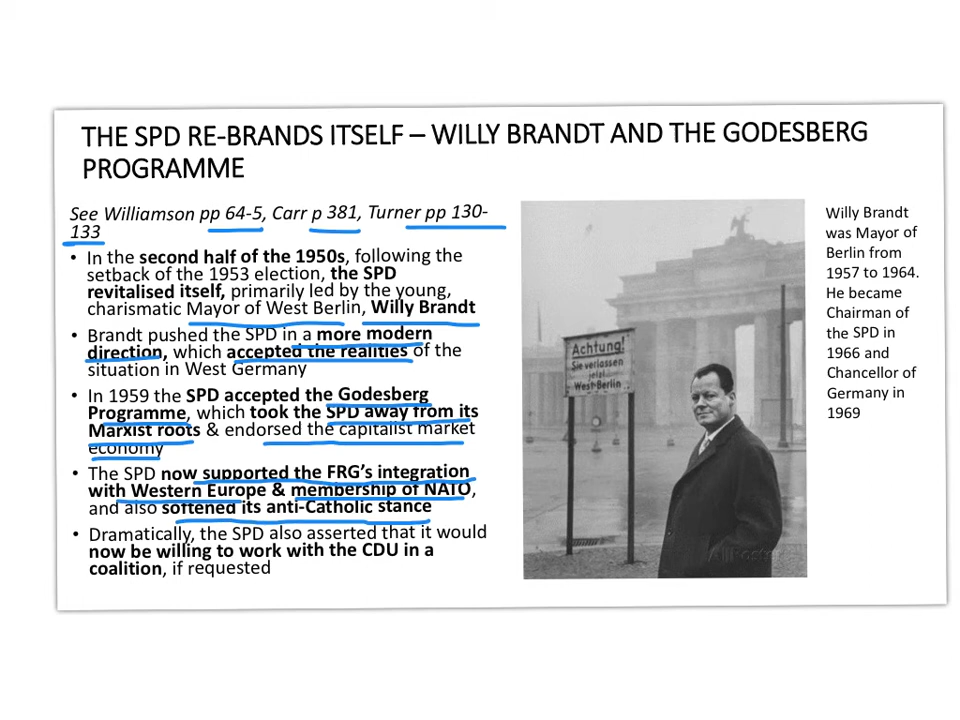 THE SPD RE-BRANDS ITSELF – WILLY BRANDT AND THE GODESBERG
PROGRAMME
See Williamson pp 64-5, Carr p 381, Turner pp 130-
133
• In the second half of the 1950s, following the
setback of the 1953 election, the SPD
revitalised itself, primarily led by the young,
charismatic Mayor of West Berlin, Willy Brandt
• Brandt pushed the SPD in a more modern
direction, which accepted the realities of the
situation in West Germany
• In 1959 the SPD accepted the Godesberg
Programme, which took the SPD away from its
Marxist roots & endorsed the capitalist market
economy
• The SPD now supported the FRG's integration
with Western Europe & membership of NATO,
and also softened its anti-Catholic stance
• Dramatically, the SPD also asserted that it would
now be willing to work with the CDU in a
coalition, if requested
Achtung!
Sie verlassen
jetzt
West-Berlin
Willy Brandt
was Mayor of
Berlin from
1957 to 1964.
He became
Chairman of
the SPD in
1966 and
Chancellor of
Germany in
1969